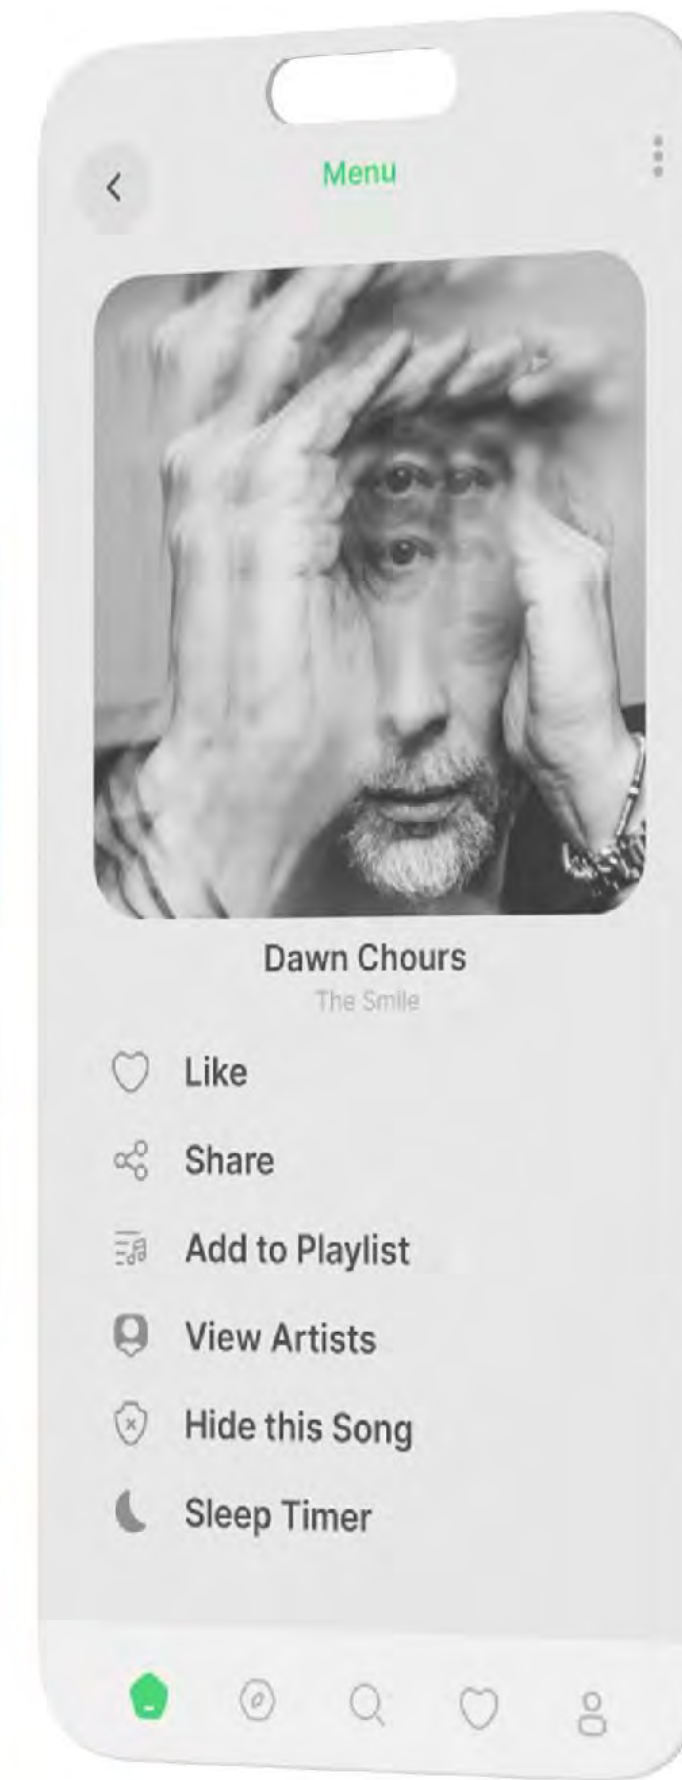 Menu
Dawn Chours
The Smile
Like
Share
Add to Playlist
View Artists
Hide this Song
Sleep Timer